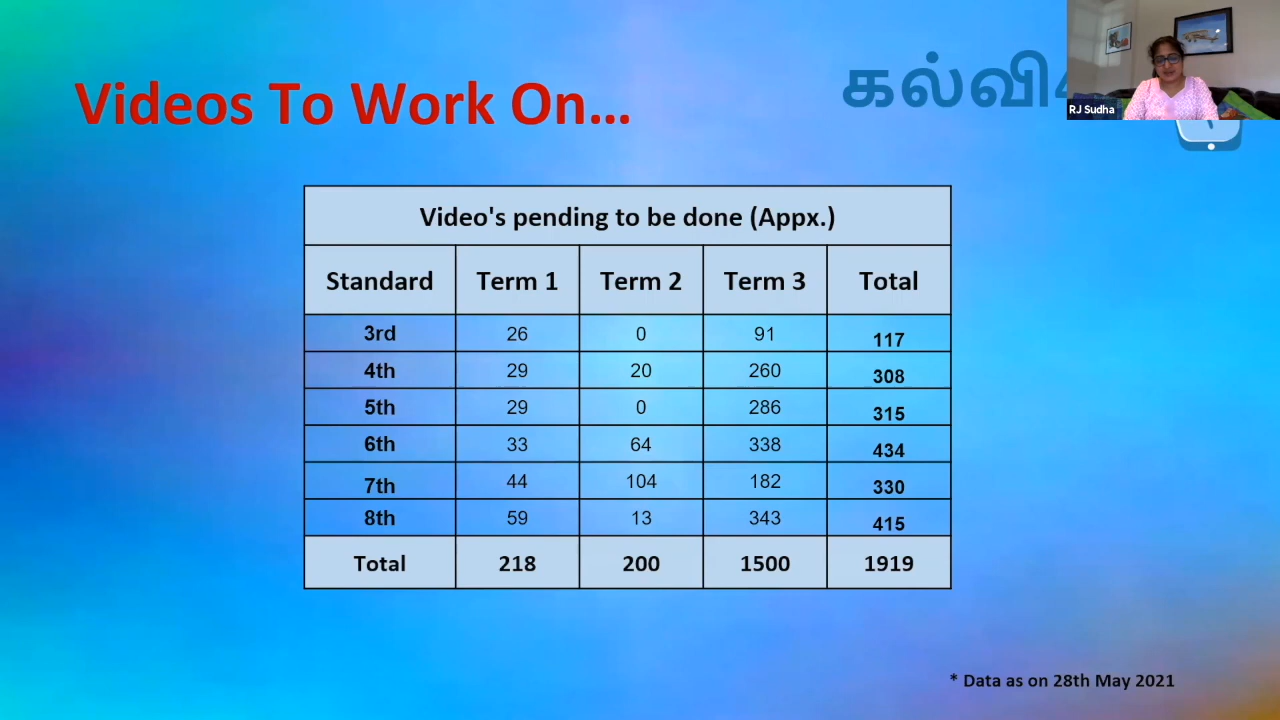 Videos To Work On...
கல்வி
RJ Sudha
Video's pending to be done (Appx.)
Standard Term 1 Term 2 Term 3 Total
3rd 26 0 91 117
4th 29 20 260 308
5th 29 0 286 315
6th 33 64 338 434
7th 44 104 182 330
8th 59 13 343 415
Total 218 200 1500 1919
* Data as on 28th May 2021